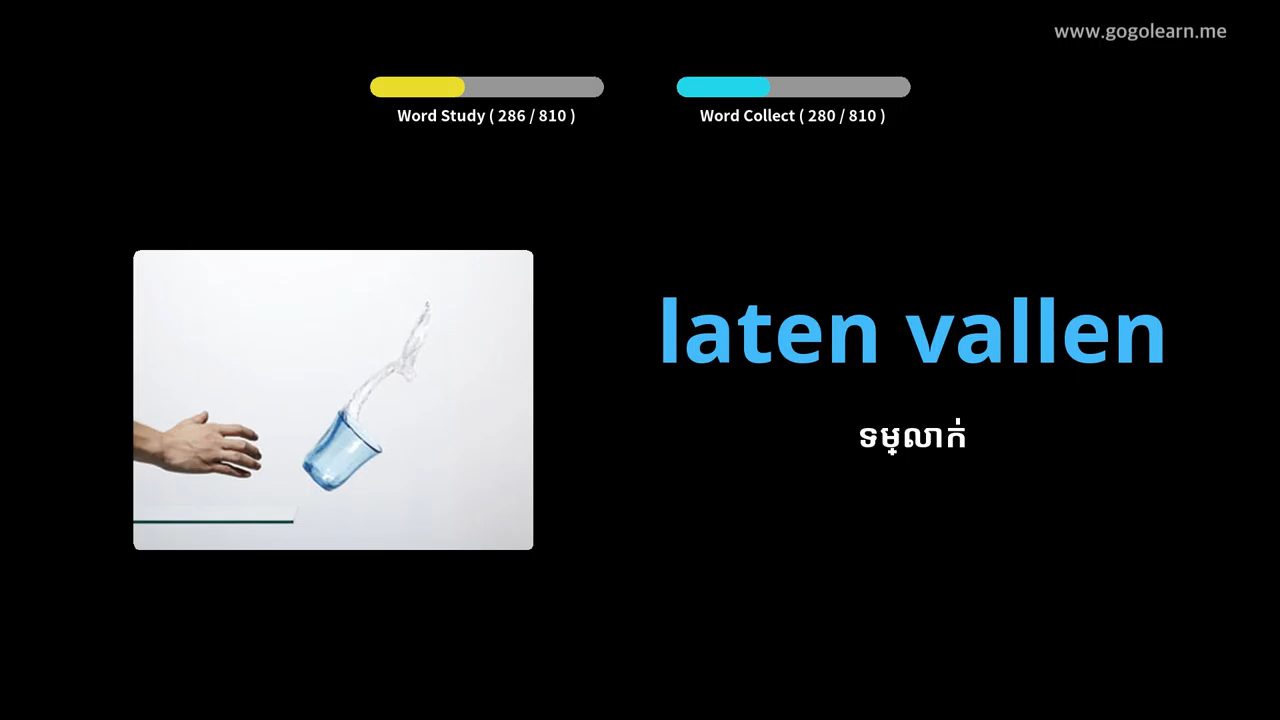 www.gogolearn.me
Word Study ( 286 / 810 )
Word Collect ( 280 / 810 )
laten vallen
ទម្លាក់